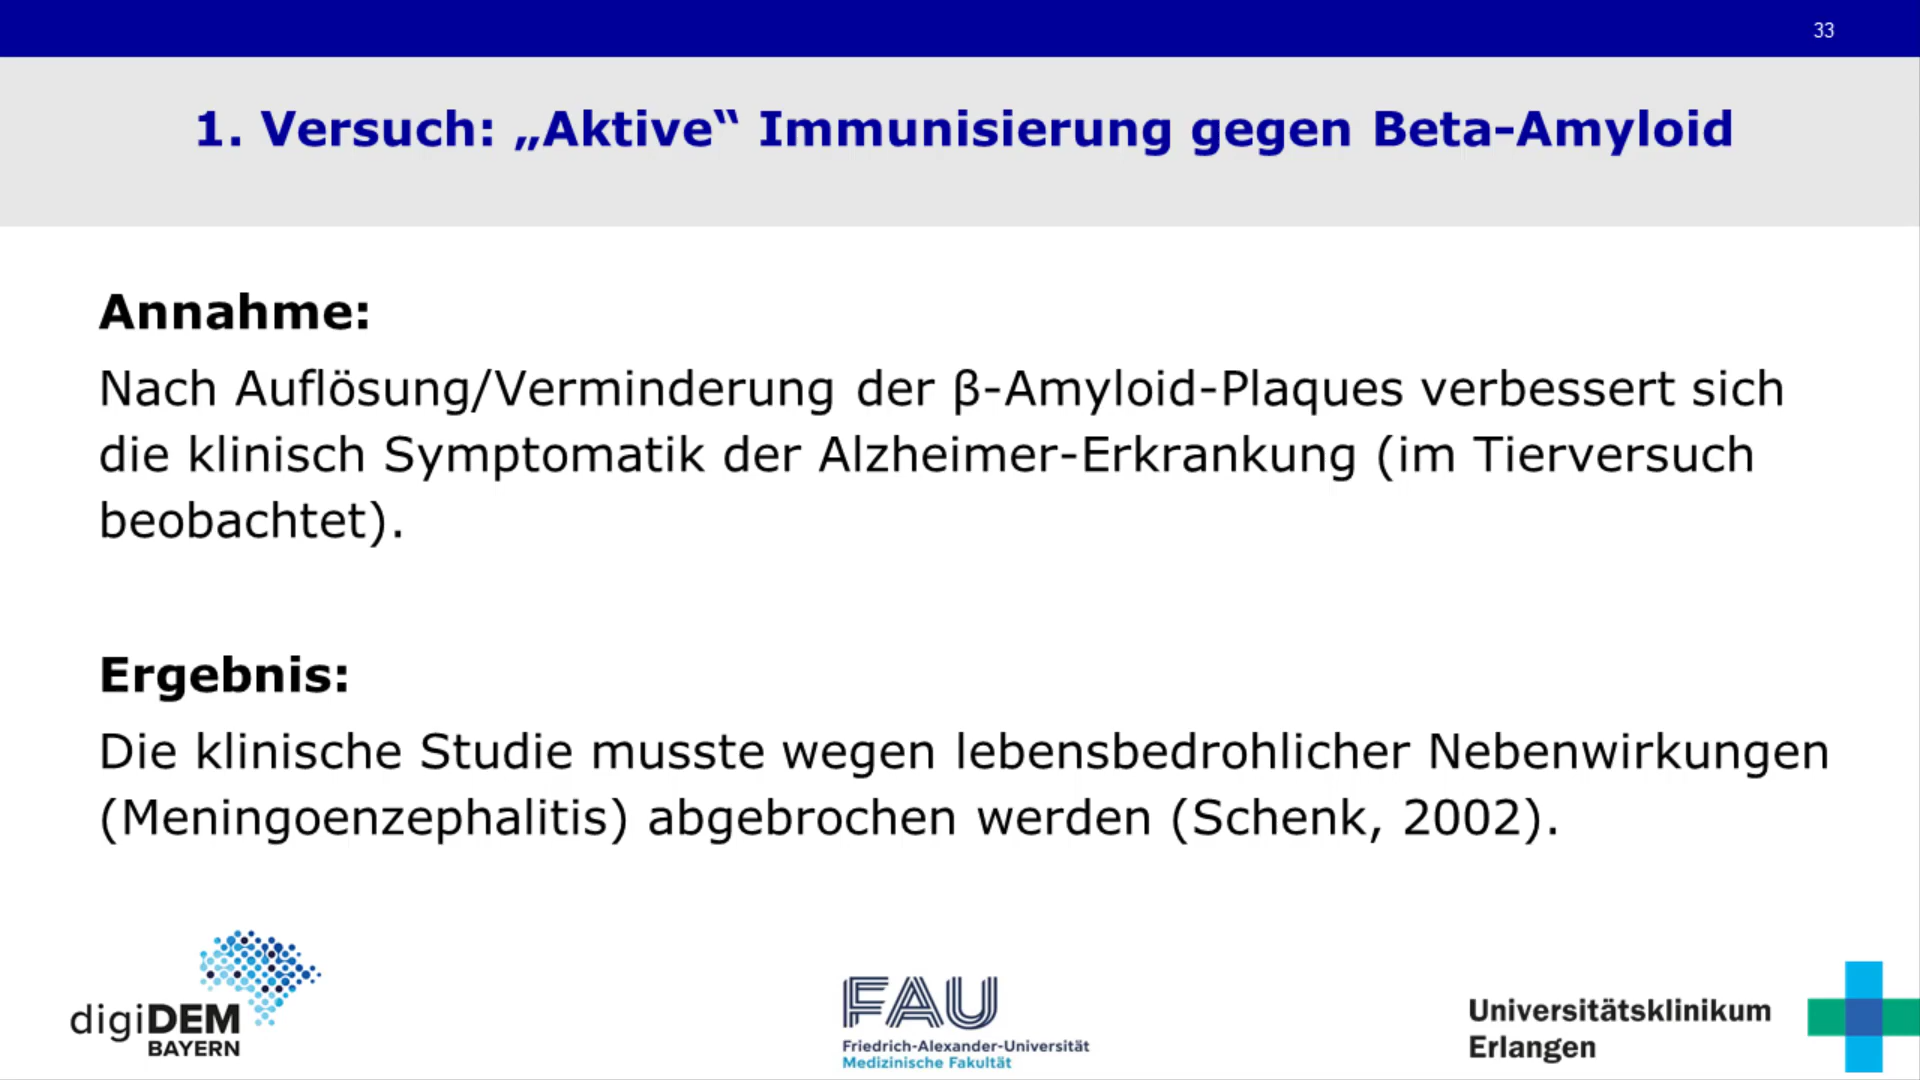 33
1. Versuch: „Aktive“ Immunisierung gegen Beta-Amyloid
Annahme:
Nach Auflösung/Verminderung der β-Amyloid-Plaques verbessert sich
die klinisch Symptomatik der Alzheimer-Erkrankung (im Tierversuch
beobachtet).
Ergebnis:
Die klinische Studie musste wegen lebensbedrohlicher Nebenwirkungen
(Meningoenzephalitis) abgebrochen werden (Schenk, 2002).
digiDEM
BAYERN
FAU
Friedrich-Alexander-Universität
Medizinische Fakultät
Universitätsklinikum
Erlangen